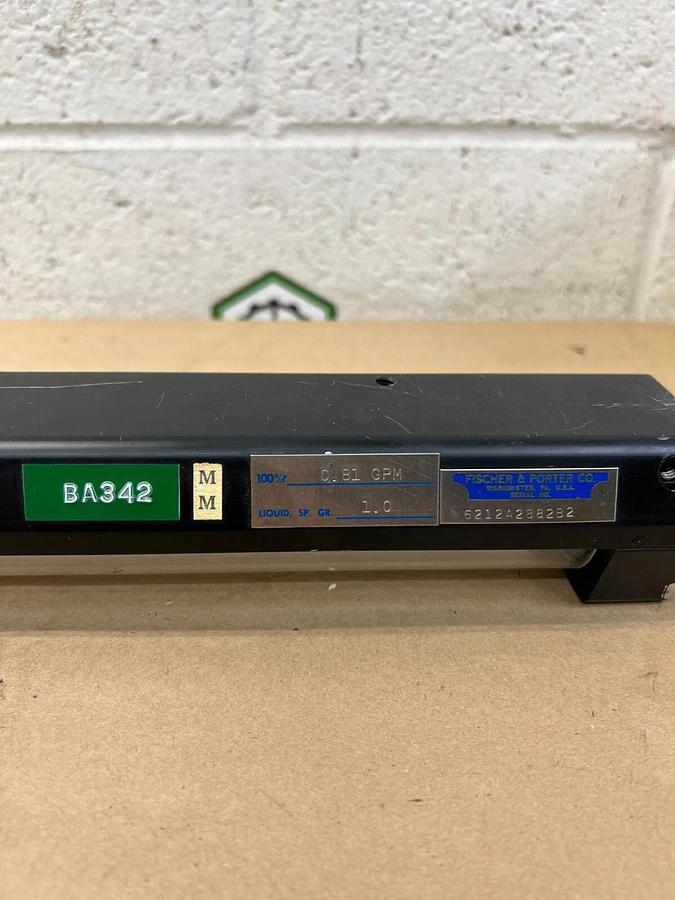 BA342
M
M
100% 0.81 GPM
LIQUID, SP. GR. 1.0
FISCHER & PORTER CO.
WARMINSTER, PA. U.S.A.
SERIAL NO.
6212A2882B2